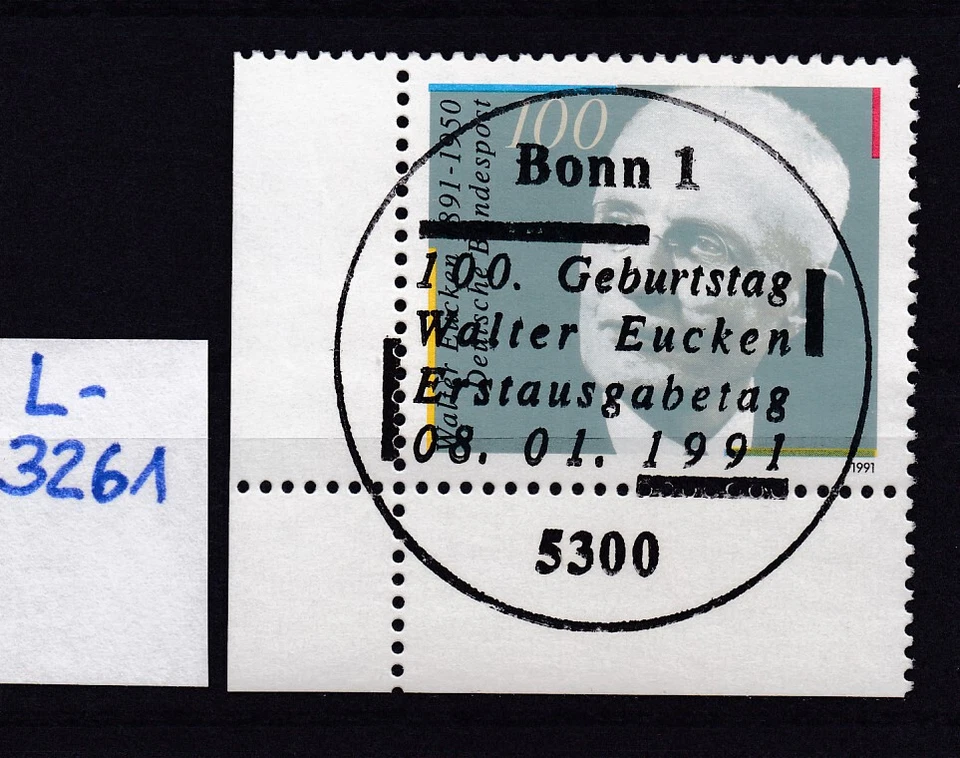 100
Walter Eucken 1891-1950
Deutsche Bundespost
Bonn 1
100. Geburtstag
Walter Eucken
Erstausgabetag
08. 01. 1991
1991
5300
L-
3261